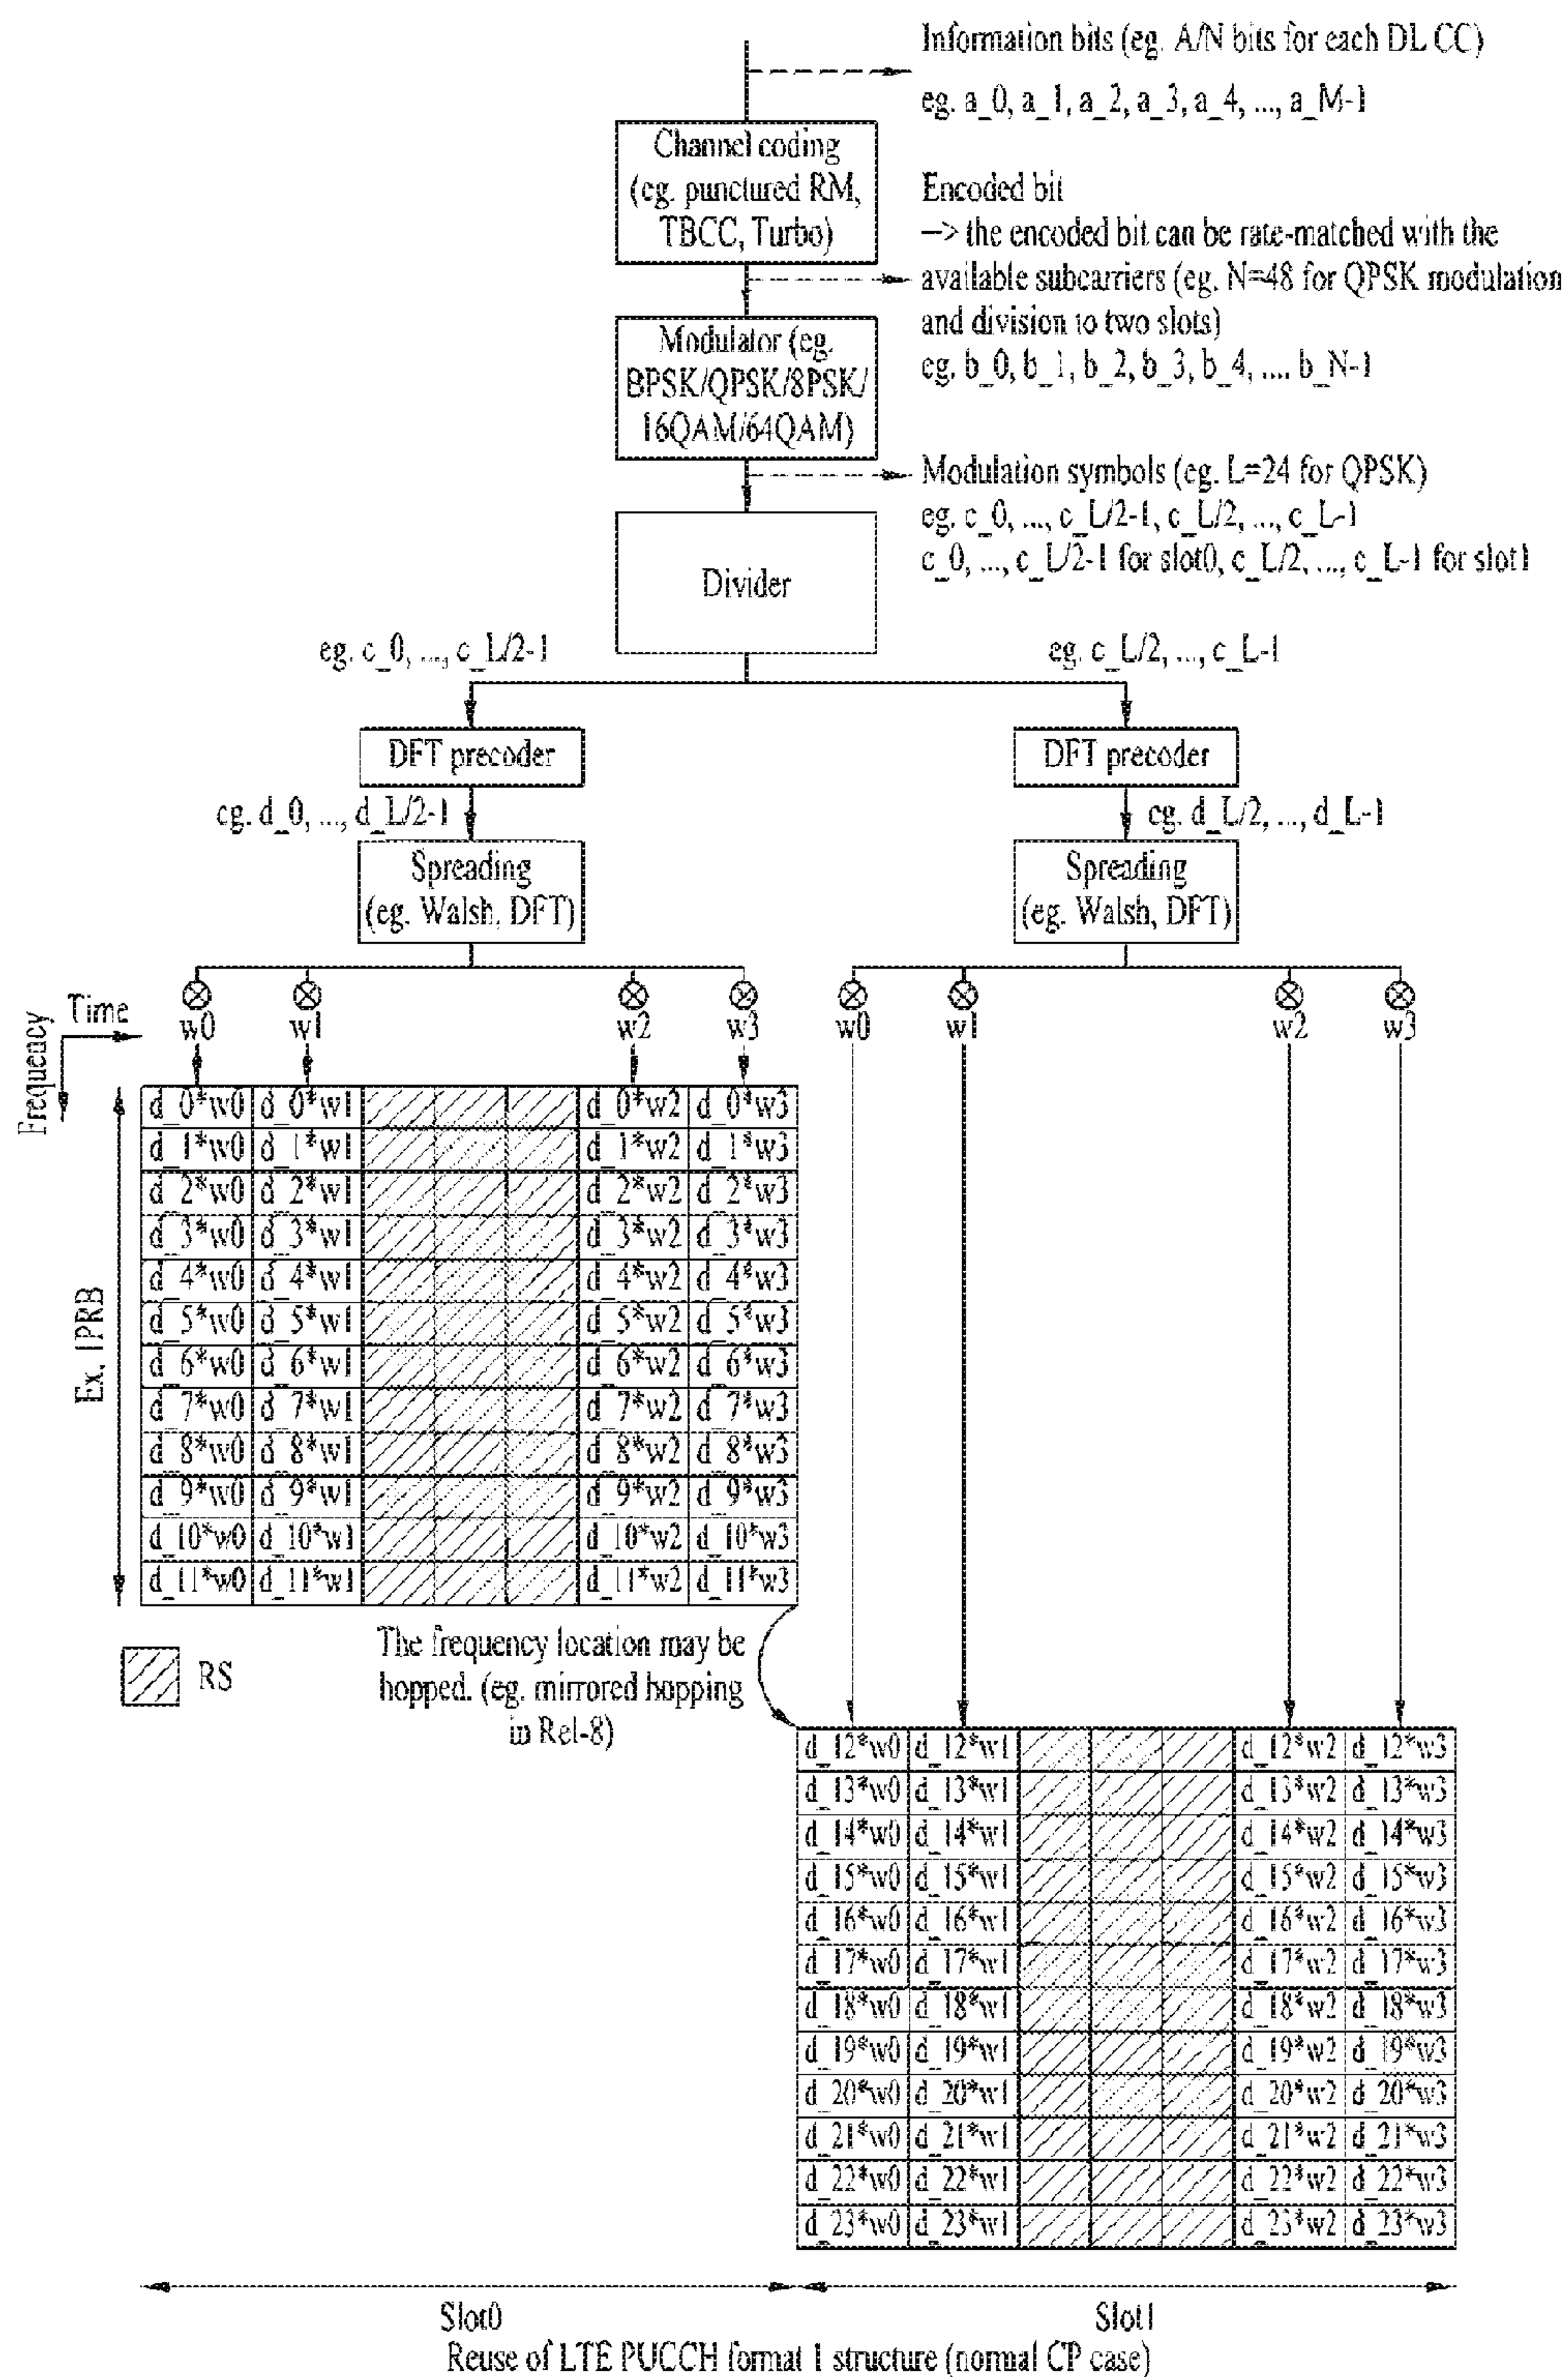 Information bits (eg. A/N bits for each DL CC)
eg. a_0, a_1, a_2, a_3, a_4, ..., a_M-1
Channel coding
(eg. punctured RM,
TBCC, Turbo)
Encoded bit
—> the encoded bit can be rate-matched with the
available subcarriers (eg. N=48 for QPSK modulation
and division to two slots)
eg. b_0, b_1, b_2, b_3, b_4, .... b_N-1
Modulator (eg.
BPSK/QPSK/8PSK/
16QAM/64QAM)
Modulation symbols (eg. L=24 for QPSK)
eg. c_0, ..., c_L/2-1, c_L/2, ..., c_L-1
c_0, ..., c_L/2-1 for slot0, c_L/2, ..., c_L-1 for slot1
Divider
eg. c_0, ..., c_L/2-1
eg. c_L/2, ..., c_L-1
DFT precoder
DFT precoder
eg. d_0, ..., d_L/2-1
eg. d_L/2, ..., d_L-1
Spreading
(eg. Walsh, DFT)
Spreading
(eg. Walsh, DFT)
Time
Frequency
w0 w1 w2 w3 w0 w1 w2 w3
Ex. 1PRB
d_0*w0 d_0*w1 d_0*w2 d_0*w3
d_1*w0 d_1*w1 d_1*w2 d_1*w3
d_2*w0 d_2*w1 d_2*w2 d_2*w3
d_3*w0 d_3*w1 d_3*w2 d_3*w3
d_4*w0 d_4*w1 d_4*w2 d_4*w3
d_5*w0 d_5*w1 d_5*w2 d_5*w3
d_6*w0 d_6*w1 d_6*w2 d_6*w3
d_7*w0 d_7*w1 d_7*w2 d_7*w3
d_8*w0 d_8*w1 d_8*w2 d_8*w3
d_9*w0 d_9*w1 d_9*w2 d_9*w3
d_10*w0 d_10*w1 d_10*w2 d_10*w3
d_11*w0 d_11*w1 d_11*w2 d_11*w3
RS
The frequency location may be
hopped. (eg. mirrored hopping
in Rel-8)
d_12*w0 d_12*w1 d_12*w2 d_12*w3
d_13*w0 d_13*w1 d_13*w2 d_13*w3
d_14*w0 d_14*w1 d_14*w2 d_14*w3
d_15*w0 d_15*w1 d_15*w2 d_15*w3
d_16*w0 d_16*w1 d_16*w2 d_16*w3
d_17*w0 d_17*w1 d_17*w2 d_17*w3
d_18*w0 d_18*w1 d_18*w2 d_18*w3
d_19*w0 d_19*w1 d_19*w2 d_19*w3
d_20*w0 d_20*w1 d_20*w2 d_20*w3
d_21*w0 d_21*w1 d_21*w2 d_21*w3
d_22*w0 d_22*w1 d_22*w2 d_22*w3
d_23*w0 d_23*w1 d_23*w2 d_23*w3
Slot0
Slot1
Reuse of LTE PUCCH format 1 structure (normal CP case)